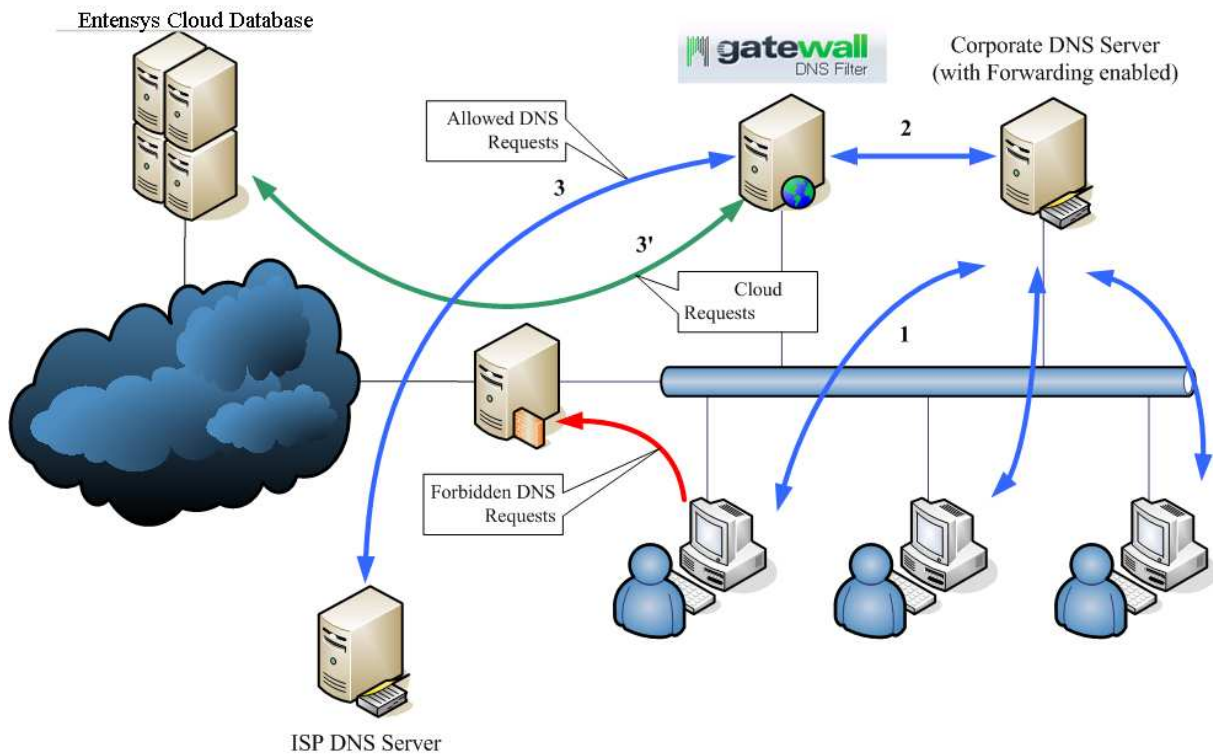 Entensys Cloud Database
gatewall
DNS Filter
Corporate DNS Server
(with Forwarding enabled)
Allowed DNS
Requests
2
3
3'
Cloud
Requests
1
Forbidden DNS
Requests
ISP DNS Server